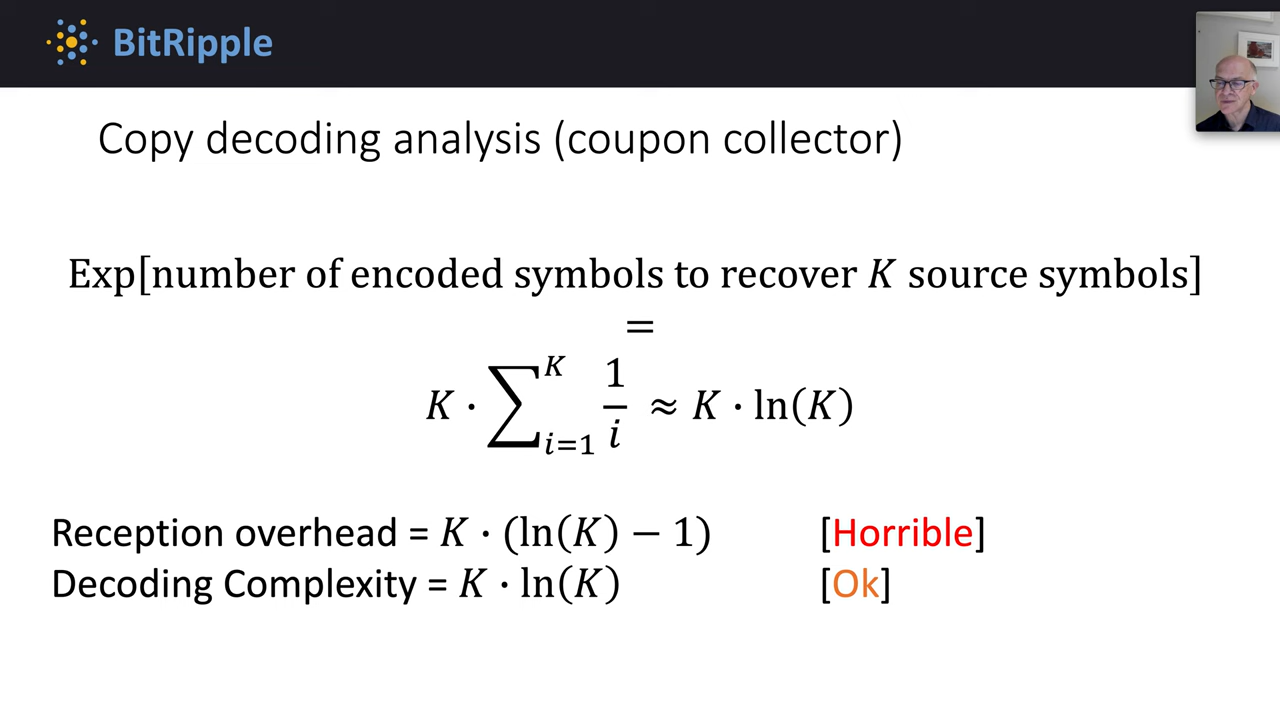 BitRipple
Copy decoding analysis (coupon collector)
Exp[number of encoded symbols to recover K source symbols]
=
K · ∑_{i=1}^{K} 1/i ≈ K · ln(K)
Reception overhead = K · (ln(K) − 1) [Horrible]
Decoding Complexity = K · ln(K) [Ok]